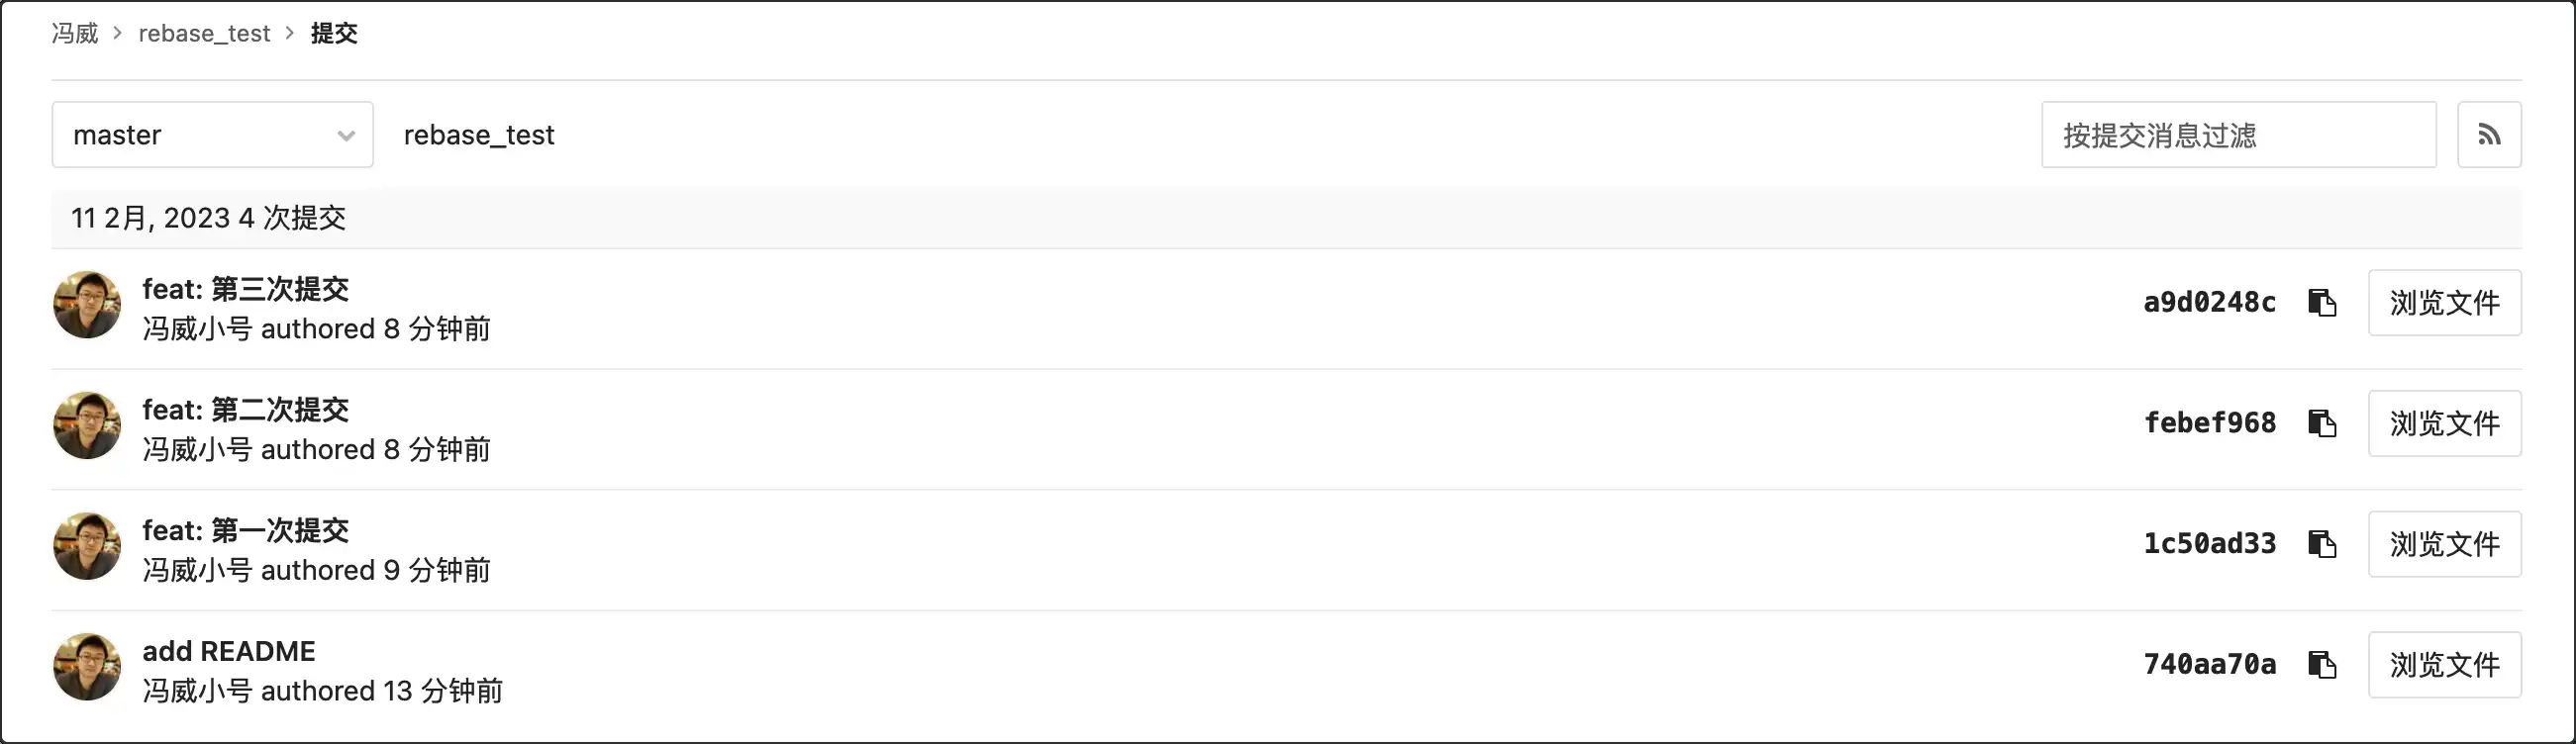 冯威 > rebase_test > 提交
master rebase_test 按提交消息过滤
11 2月, 2023 4 次提交
feat: 第三次提交
冯威小号 authored 8 分钟前
a9d0248c 浏览文件
feat: 第二次提交
冯威小号 authored 8 分钟前
febef968 浏览文件
feat: 第一次提交
冯威小号 authored 9 分钟前
1c50ad33 浏览文件
add README
冯威小号 authored 13 分钟前
740aa70a 浏览文件